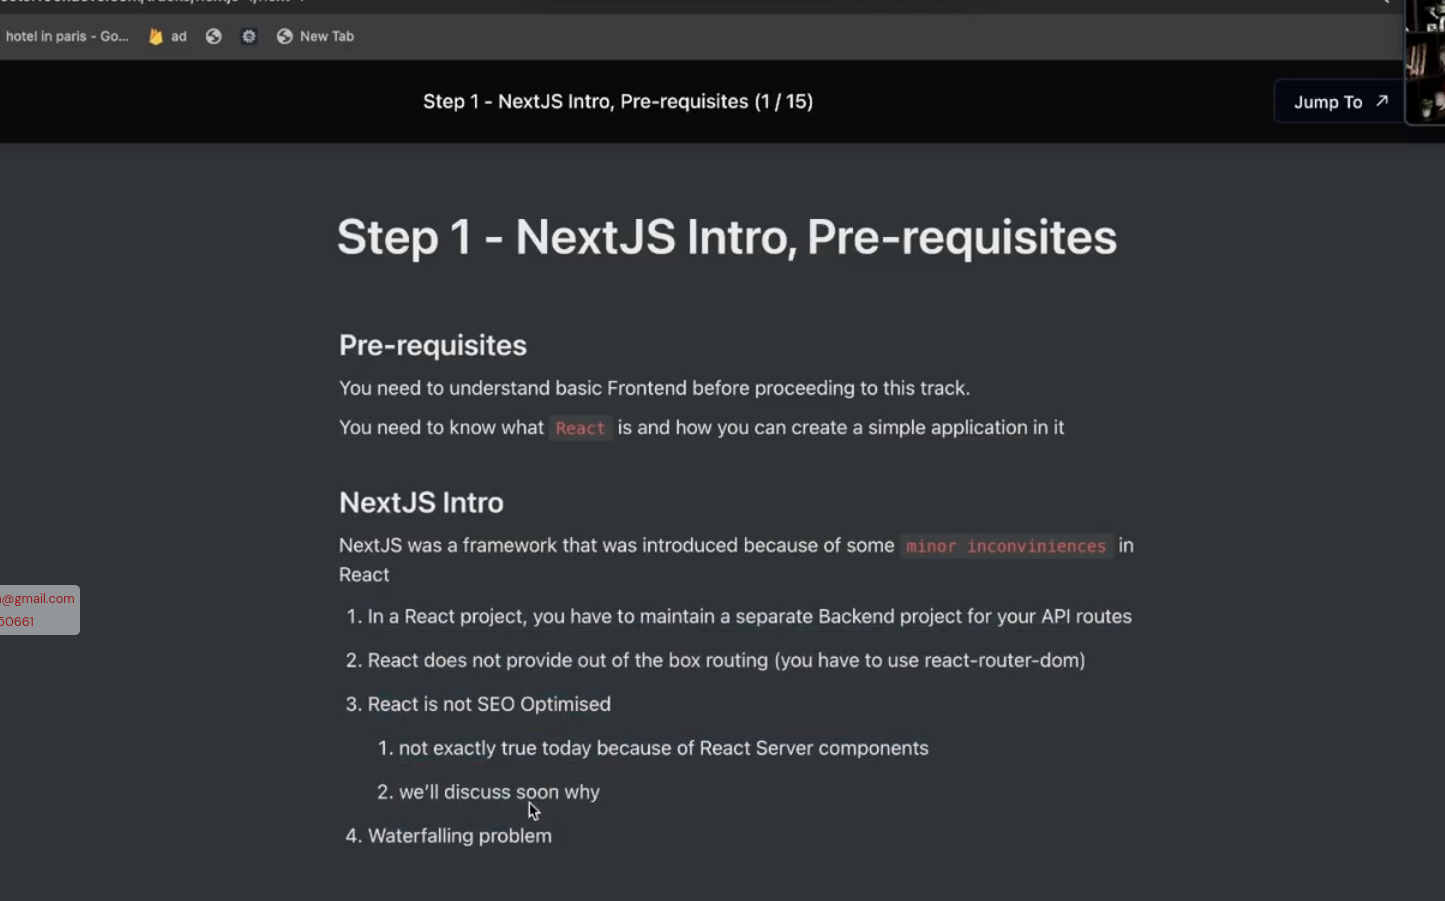 hotel in paris - Go...
ad
New Tab
Step 1 - NextJS Intro, Pre-requisites (1 / 15)
Jump To ↗
Step 1 - NextJS Intro, Pre-requisites
Pre-requisites
You need to understand basic Frontend before proceeding to this track.
You need to know what React is and how you can create a simple application in it
NextJS Intro
NextJS was a framework that was introduced because of some minor inconviniences in
React
1. In a React project, you have to maintain a separate Backend project for your API routes
2. React does not provide out of the box routing (you have to use react-router-dom)
3. React is not SEO Optimised
1. not exactly true today because of React Server components
2. we'll discuss soon why
4. Waterfalling problem
@gmail.com
50661